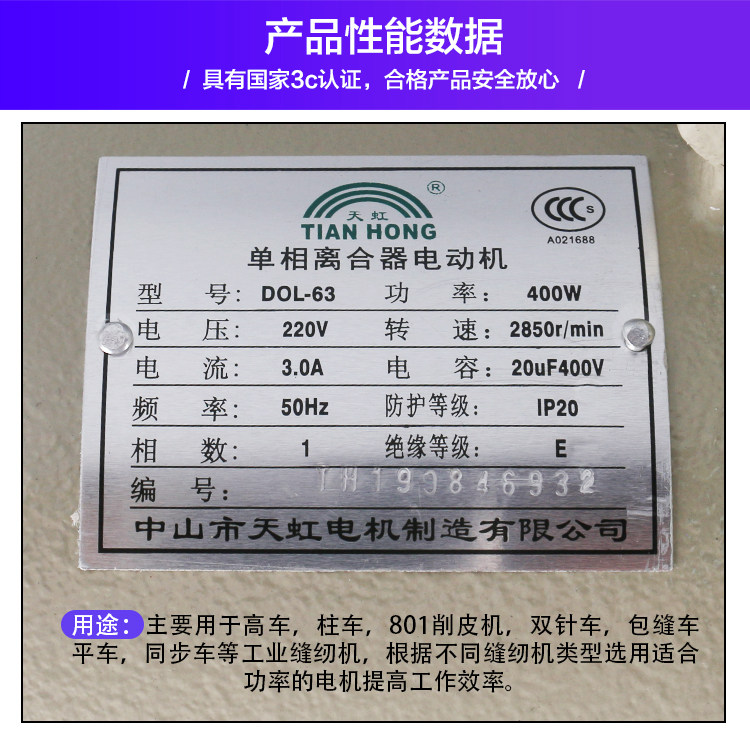 产品性能数据
/ 具有国家3c认证，合格产品安全放心 /
天虹 ®
TIAN HONG
CCC S
A021688
单相离合器电动机
型 号: DOL-63 功 率: 400W
电 压: 220V 转 速: 2850r/min
电 流: 3.0A 电 容: 20uF400V
频 率: 50Hz 防护等级: IP20
相 数: 1 绝缘等级: E
编 号: TH190846932
中山市天虹电机制造有限公司
用途：主要用于高车，柱车，801削皮机，双针车，包缝车
平车，同步车等工业缝纫机，根据不同缝纫机类型选用适合
功率的电机提高工作效率。